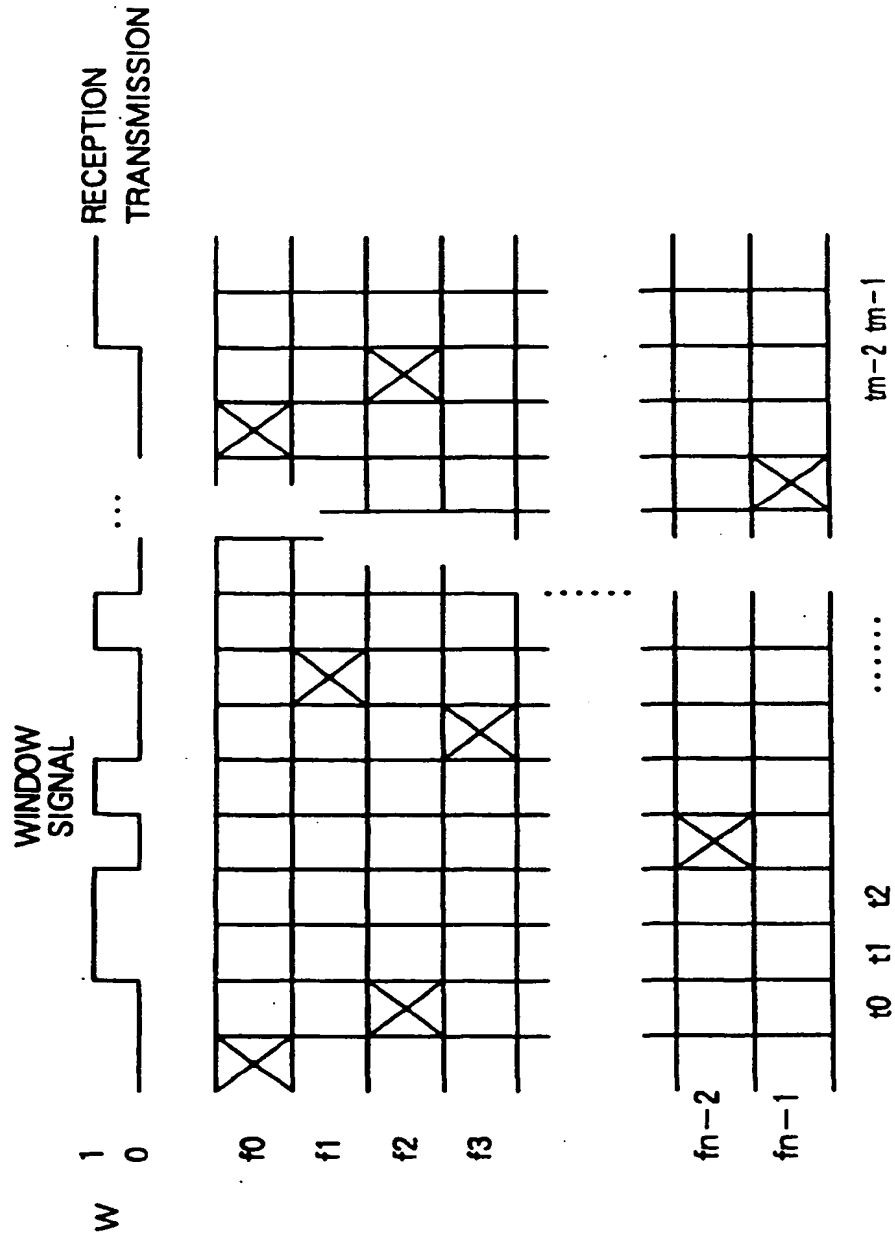 WINDOW
SIGNAL
W
1
0
RECEPTION
TRANSMISSION
...
f0
f1
f2
f3
......
fn-2
fn-1
t0 t1 t2 ...... tm-2 tm-1